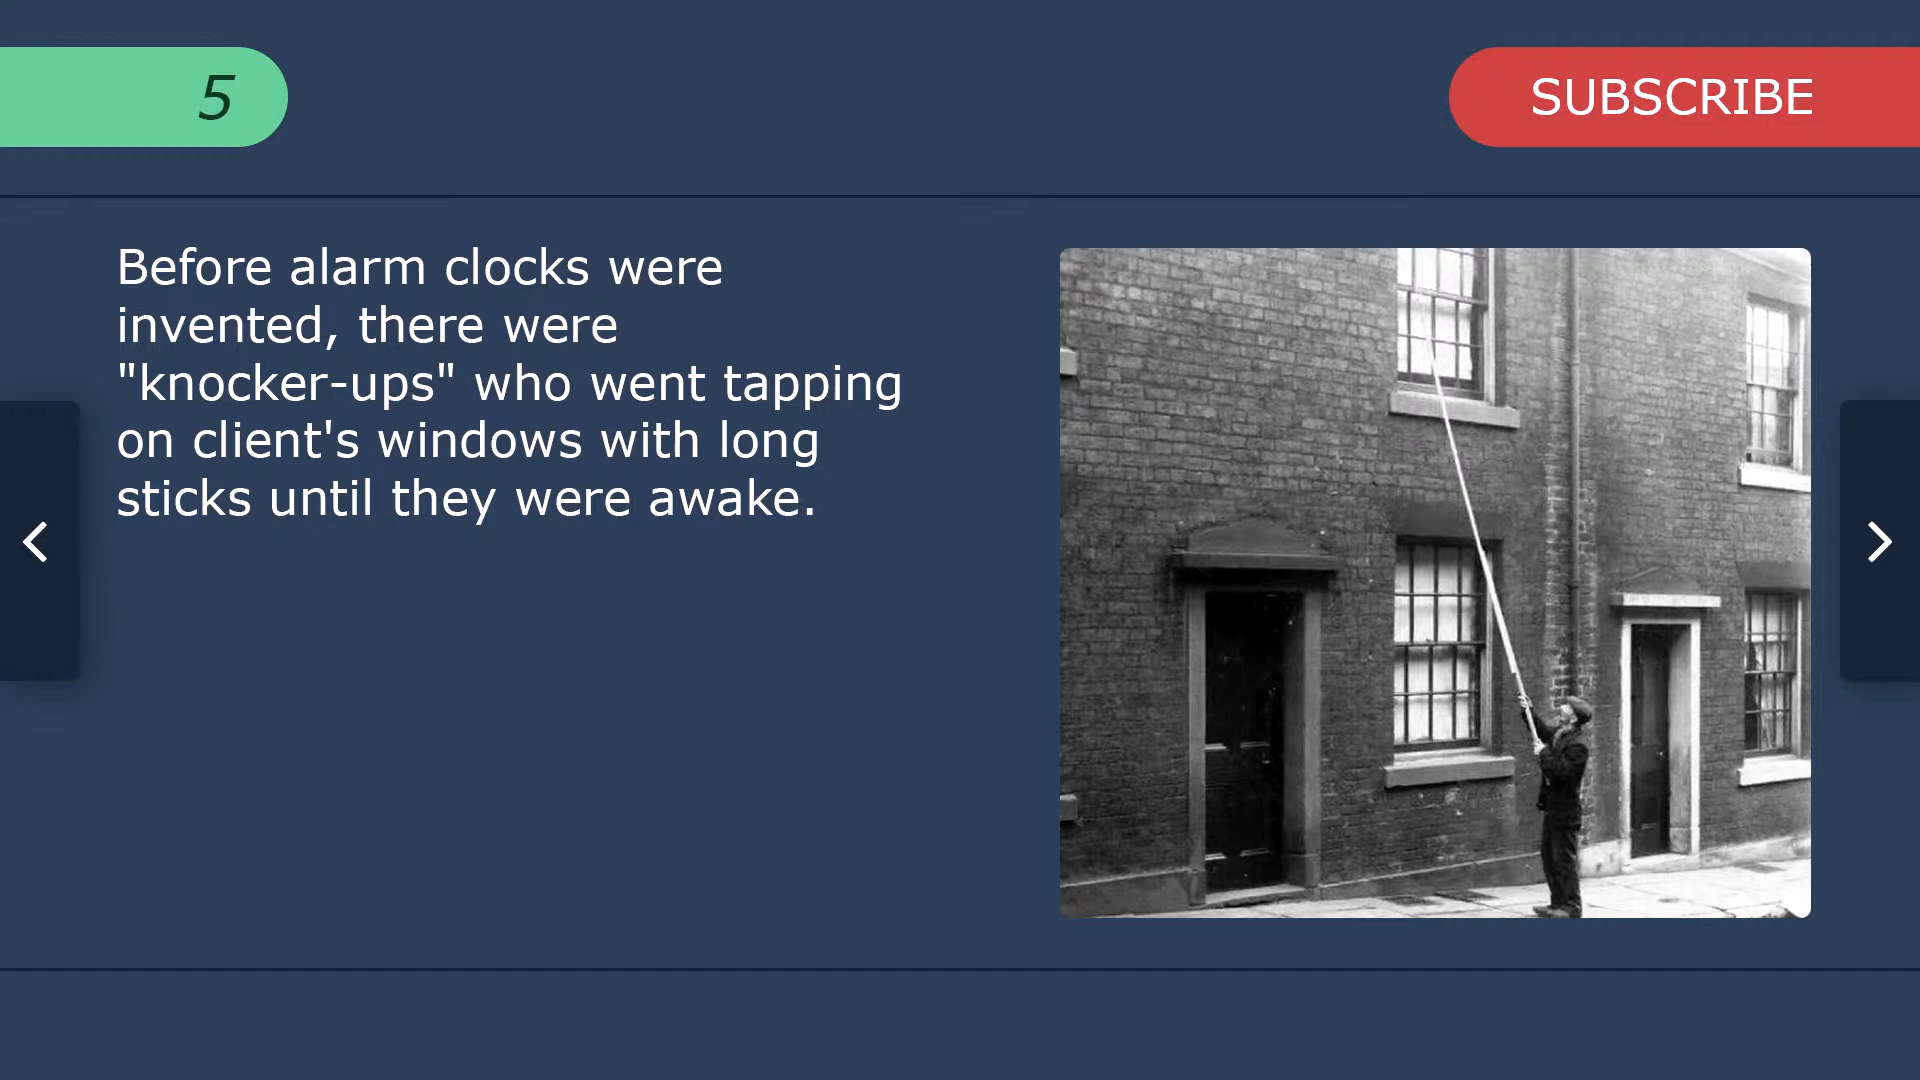 5
SUBSCRIBE
Before alarm clocks were
invented, there were
"knocker-ups" who went tapping
on client's windows with long
sticks until they were awake.